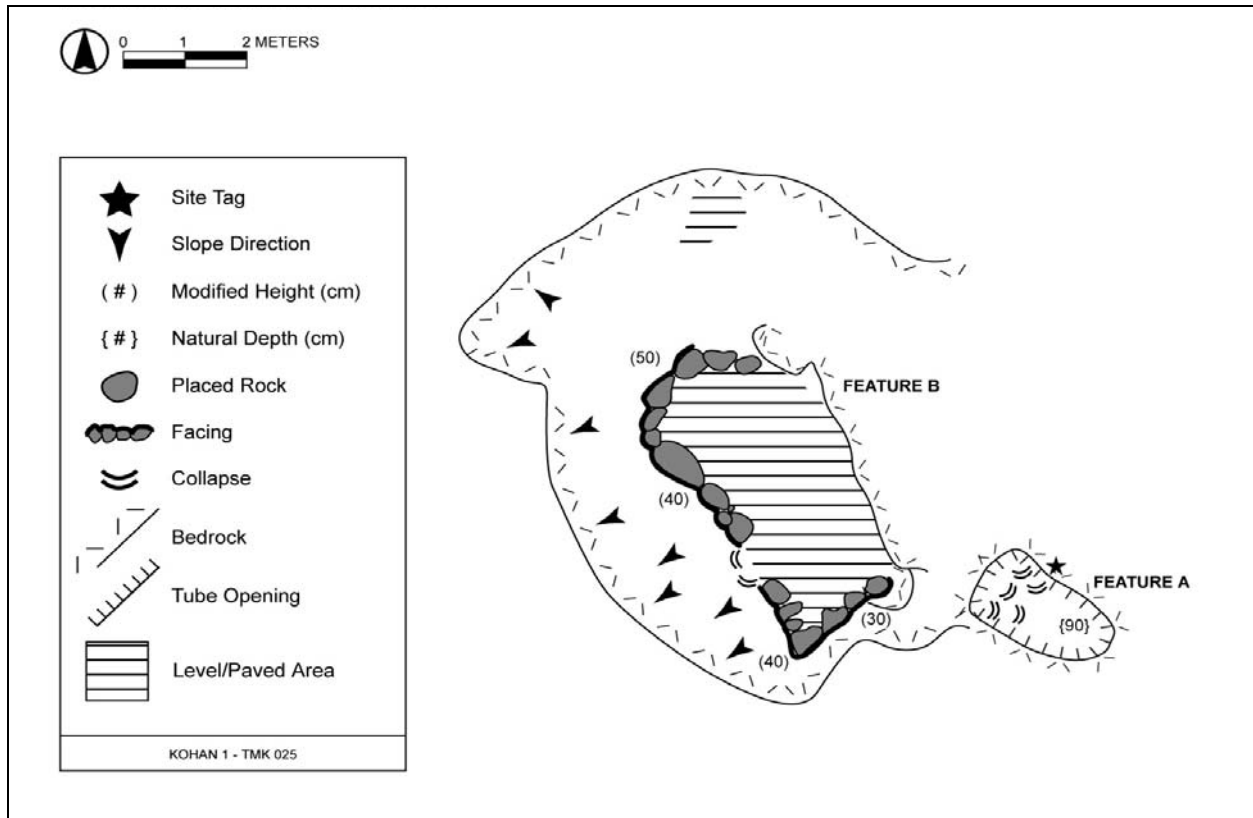 0 1 2 METERS
Site Tag
Slope Direction
( # ) Modified Height (cm)
{ # } Natural Depth (cm)
Placed Rock
Facing
Collapse
Bedrock
Tube Opening
Level/Paved Area
KOHAN 1 - TMK 025
(50)
FEATURE B
(40)
FEATURE A
(30)
{90}
(40)